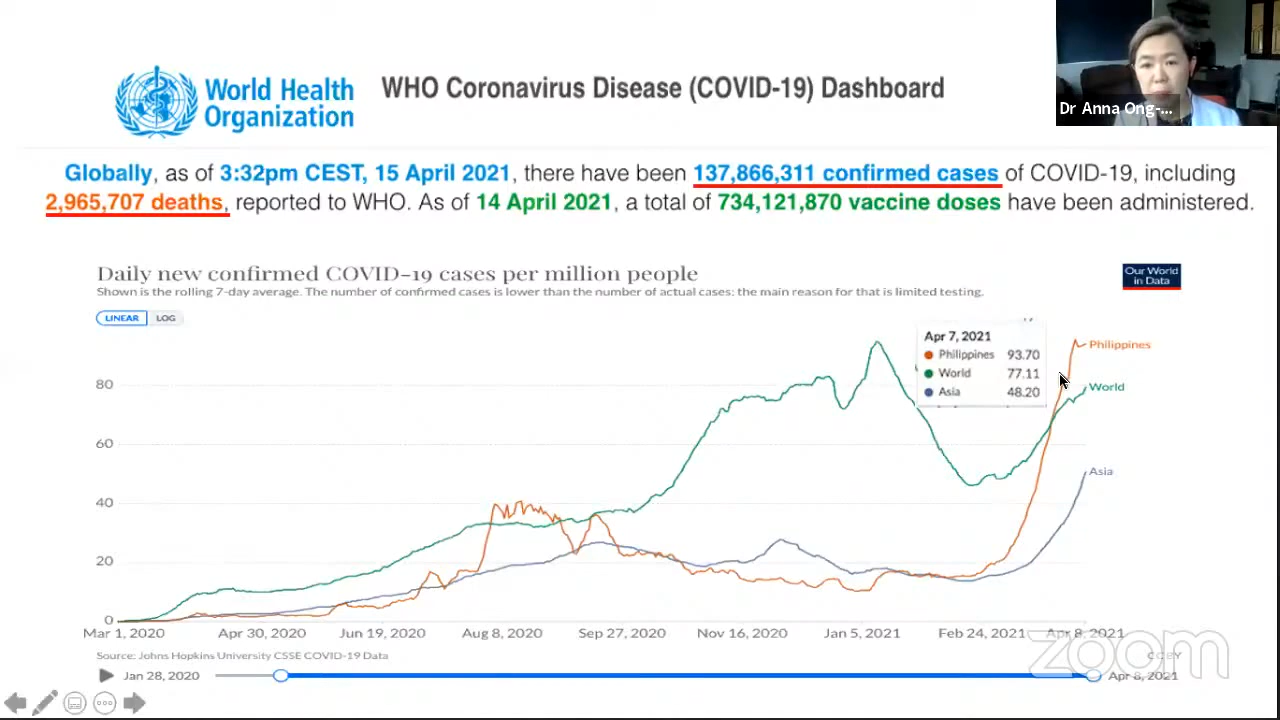 Dr Anna Ong-...
World Health
Organization
WHO Coronavirus Disease (COVID-19) Dashboard
Globally, as of 3:32pm CEST, 15 April 2021, there have been 137,866,311 confirmed cases of COVID-19, including
2,965,707 deaths, reported to WHO. As of 14 April 2021, a total of 734,121,870 vaccine doses have been administered.
Daily new confirmed COVID-19 cases per million people
Shown is the rolling 7-day average. The number of confirmed cases is lower than the number of actual cases; the main reason for that is limited testing.
Our World
in Data
LINEAR LOG
Apr 7, 2021
Philippines 93.70
World 77.11
Asia 48.20
Philippines
World
Asia
80
60
40
20
0
Mar 1, 2020 Apr 30, 2020 Jun 19, 2020 Aug 8, 2020 Sep 27, 2020 Nov 16, 2020 Jan 5, 2021 Feb 24, 2021 Apr 8, 2021
Source: Johns Hopkins University CSSE COVID-19 Data
CC BY
zoom
Jan 28, 2020 Apr 8, 2021